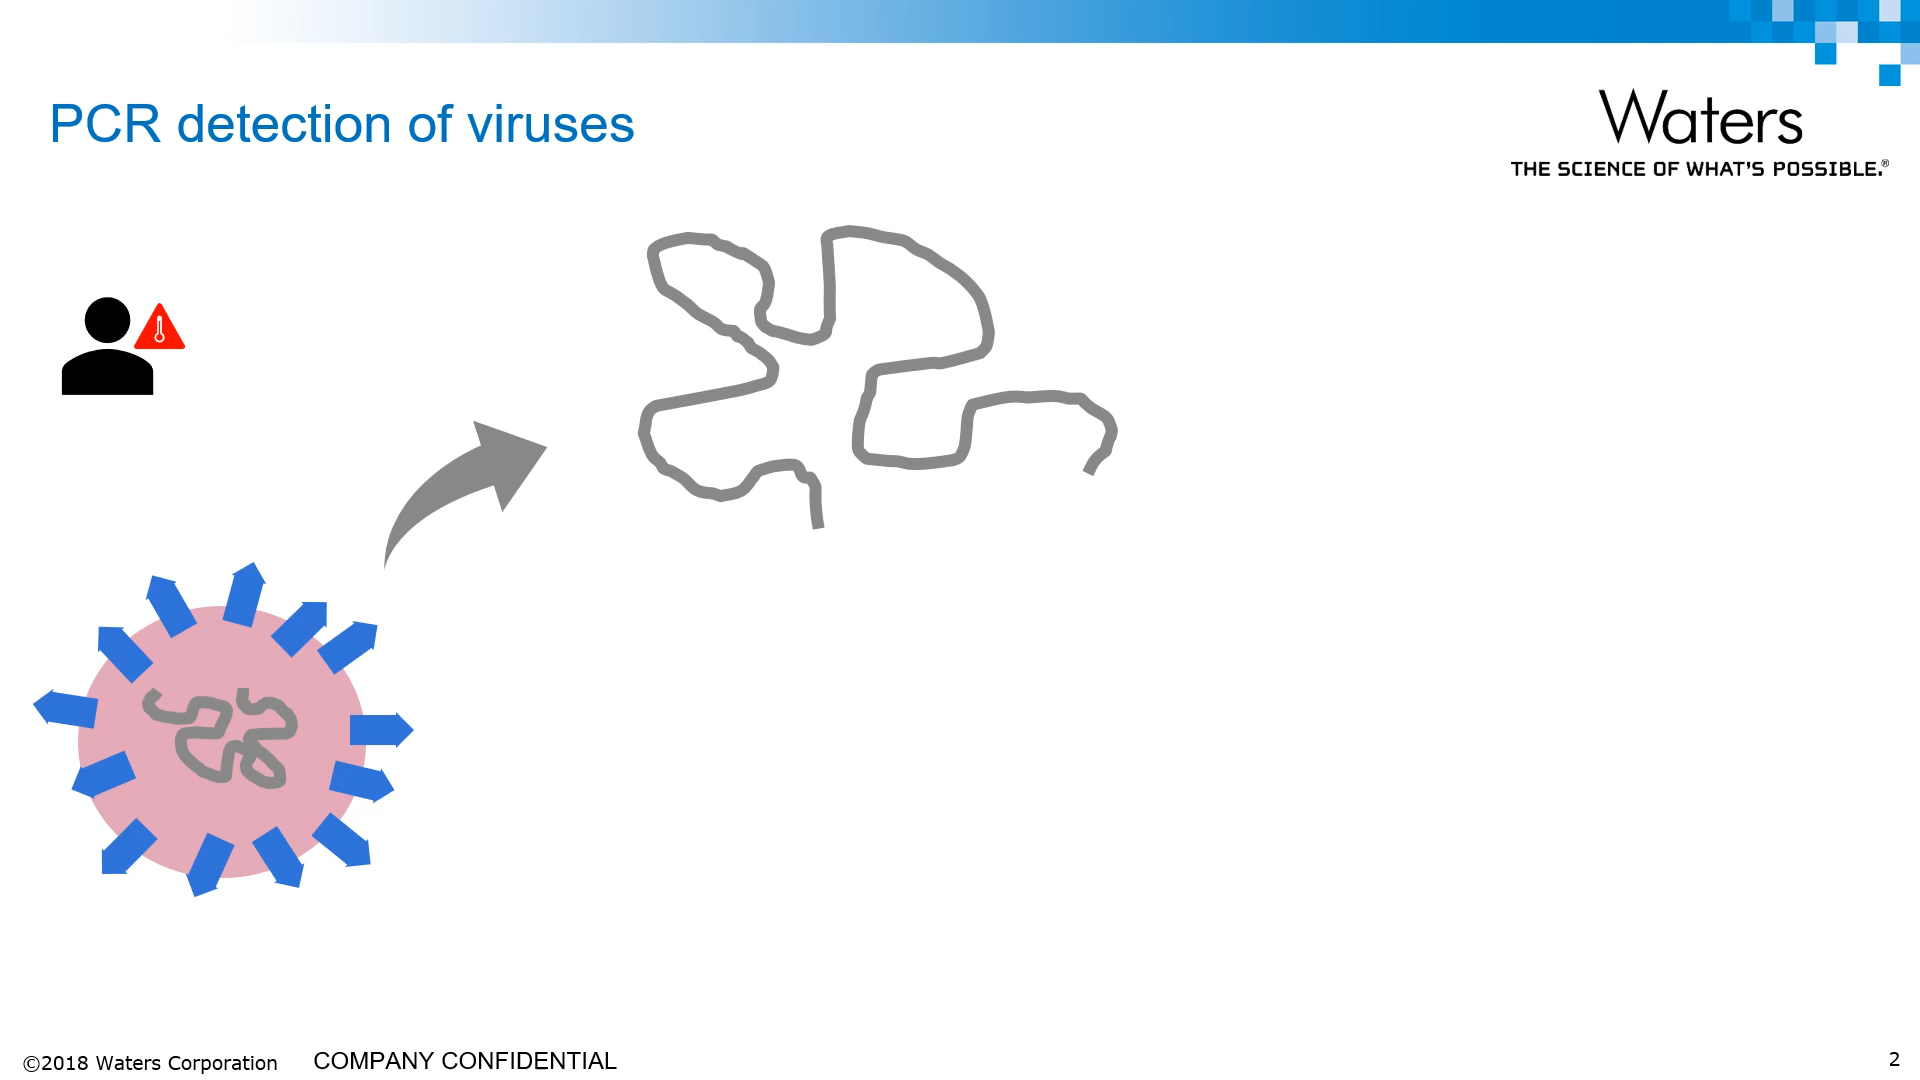 PCR detection of viruses
Waters
THE SCIENCE OF WHAT'S POSSIBLE.®
©2018 Waters Corporation
COMPANY CONFIDENTIAL
2